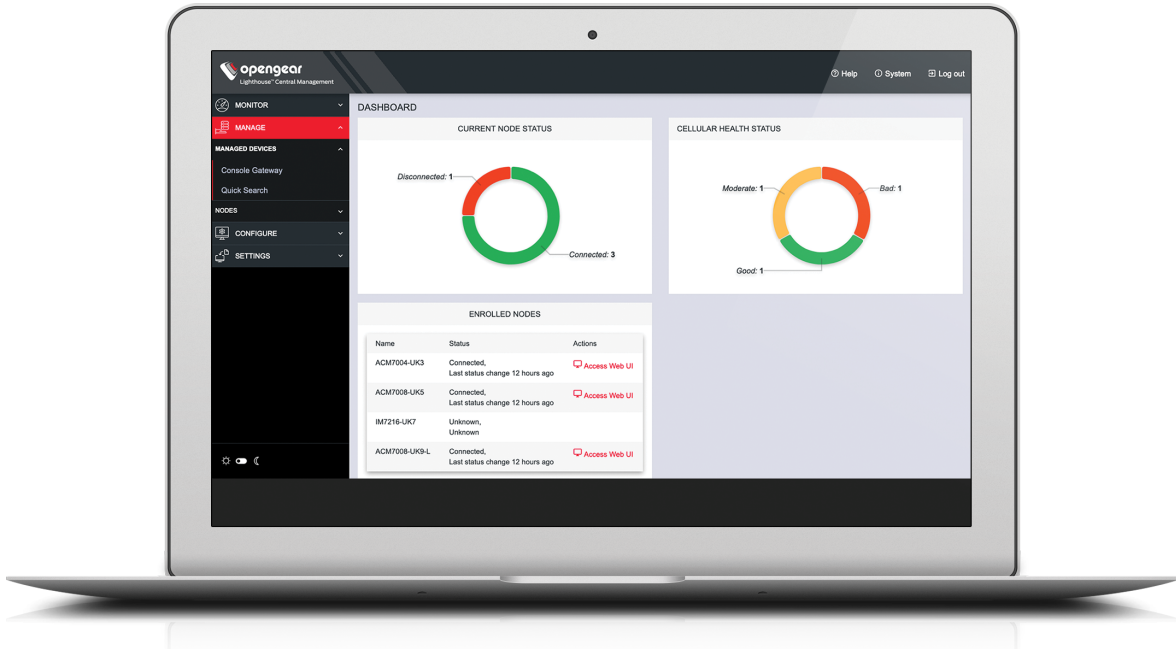 opengear
Lighthouse™ Central Management
Help
System
Log out
MONITOR
MANAGE
MANAGED DEVICES
Console Gateway
Quick Search
NODES
CONFIGURE
SETTINGS
DASHBOARD
CURRENT NODE STATUS
Disconnected: 1
Connected: 3
CELLULAR HEALTH STATUS
Moderate: 1
Bad: 1
Good: 1
ENROLLED NODES
Name Status Actions
ACM7004-UK3 Connected, Access Web UI
Last status change 12 hours ago
ACM7008-UK5 Connected, Access Web UI
Last status change 12 hours ago
IM7216-UK7 Unknown,
Unknown
ACM7008-UK9-L Connected, Access Web UI
Last status change 12 hours ago